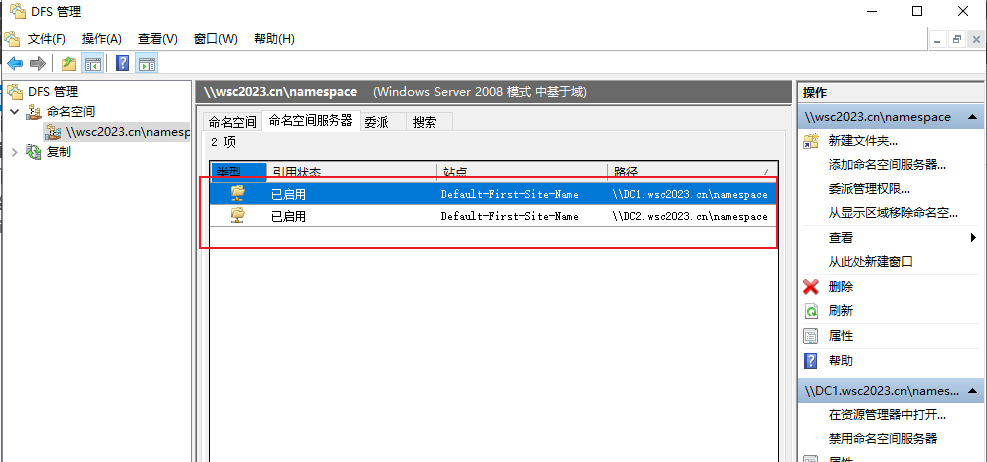 DFS 管理
文件(F) 操作(A) 查看(V) 窗口(W) 帮助(H)
DFS 管理
命名空间
\\wsc2023.cn\namesp
复制
\\wsc2023.cn\namespace (Windows Server 2008 模式 中基于域)
命名空间 命名空间服务器 委派 搜索
2 项
类型 引用状态 站点 路径
已启用 Default-First-Site-Name \\DC1.wsc2023.cn\namespace
已启用 Default-First-Site-Name \\DC2.wsc2023.cn\namespace
操作
\\wsc2023.cn\namespace
新建文件夹...
添加命名空间服务器...
委派管理权限...
从显示区域移除命名空...
查看
从此处新建窗口
删除
刷新
属性
帮助
\\DC1.wsc2023.cn\names...
在资源管理器中打开...
禁用命名空间服务器
属性